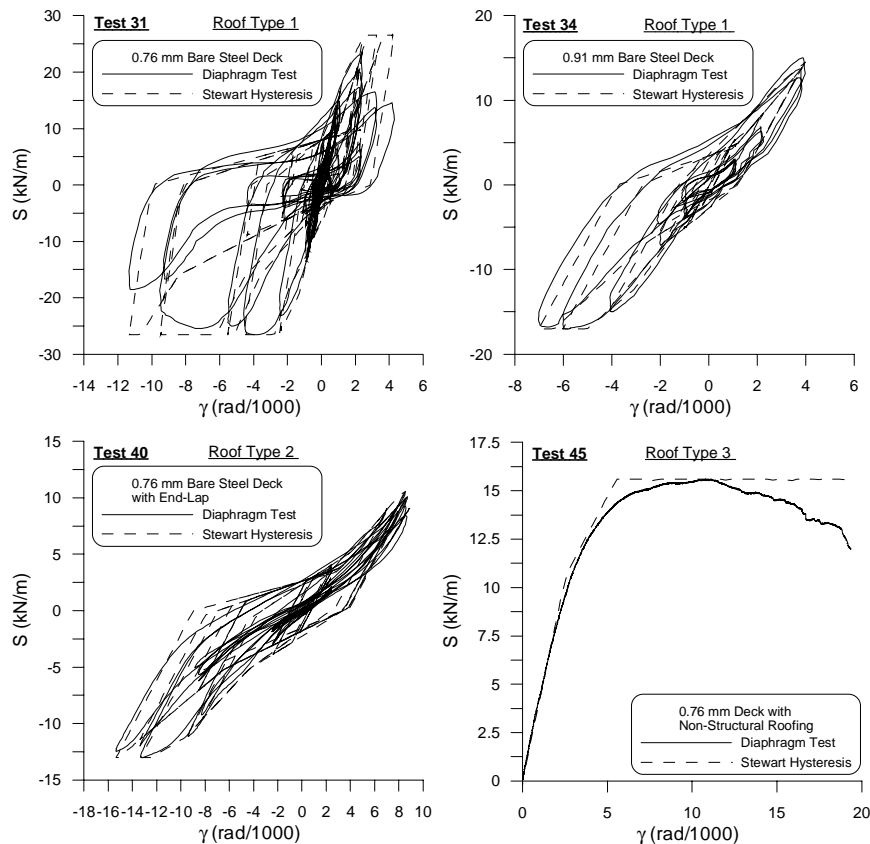 Test 31 Roof Type 1
0.76 mm Bare Steel Deck
Diaphragm Test
Stewart Hysteresis
30
20
10
0
-10
-20
-30
S (kN/m)
-14 -12 -10 -8 -6 -4 -2 0 2 4 6
γ (rad/1000)
Test 34 Roof Type 1
0.91 mm Bare Steel Deck
Diaphragm Test
Stewart Hysteresis
20
10
0
-10
-20
S (kN/m)
-8 -6 -4 -2 0 2 4 6
γ (rad/1000)
Test 40 Roof Type 2
0.76 mm Bare Steel Deck
with End-Lap
Diaphragm Test
Stewart Hysteresis
15
10
5
0
-5
-10
-15
S (kN/m)
-18 -16 -14 -12 -10 -8 -6 -4 -2 0 2 4 6 8 10
γ (rad/1000)
Test 45 Roof Type 3
17.5
15
12.5
10
7.5
5
2.5
0
S (kN/m)
0.76 mm Deck with
Non-Structural Roofing
Diaphragm Test
Stewart Hysteresis
0 5 10 15 20
γ (rad/1000)